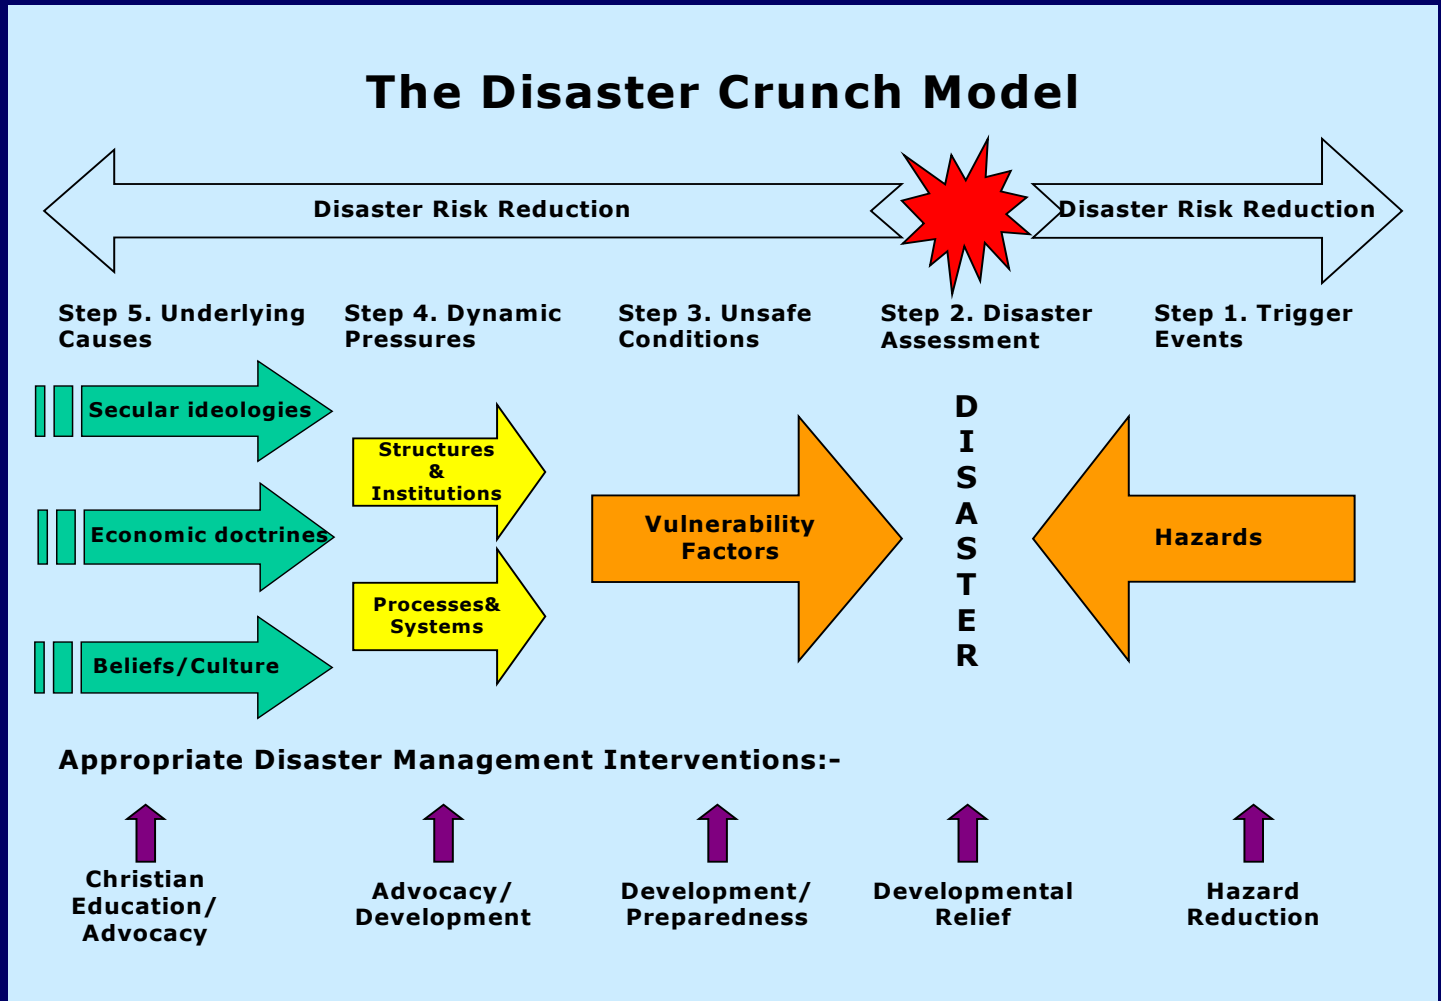 The Disaster Crunch Model
Disaster Risk Reduction
Disaster Risk Reduction
Step 5. Underlying
Causes
Step 4. Dynamic
Pressures
Step 3. Unsafe
Conditions
Step 2. Disaster
Assessment
Step 1. Trigger
Events
Secular ideologies
Economic doctrines
Beliefs/Culture
Structures
&
Institutions
Processes&
Systems
Vulnerability
Factors
D
I
S
A
S
T
E
R
Hazards
Appropriate Disaster Management Interventions:-
Christian
Education/
Advocacy
Advocacy/
Development
Development/
Preparedness
Developmental
Relief
Hazard
Reduction